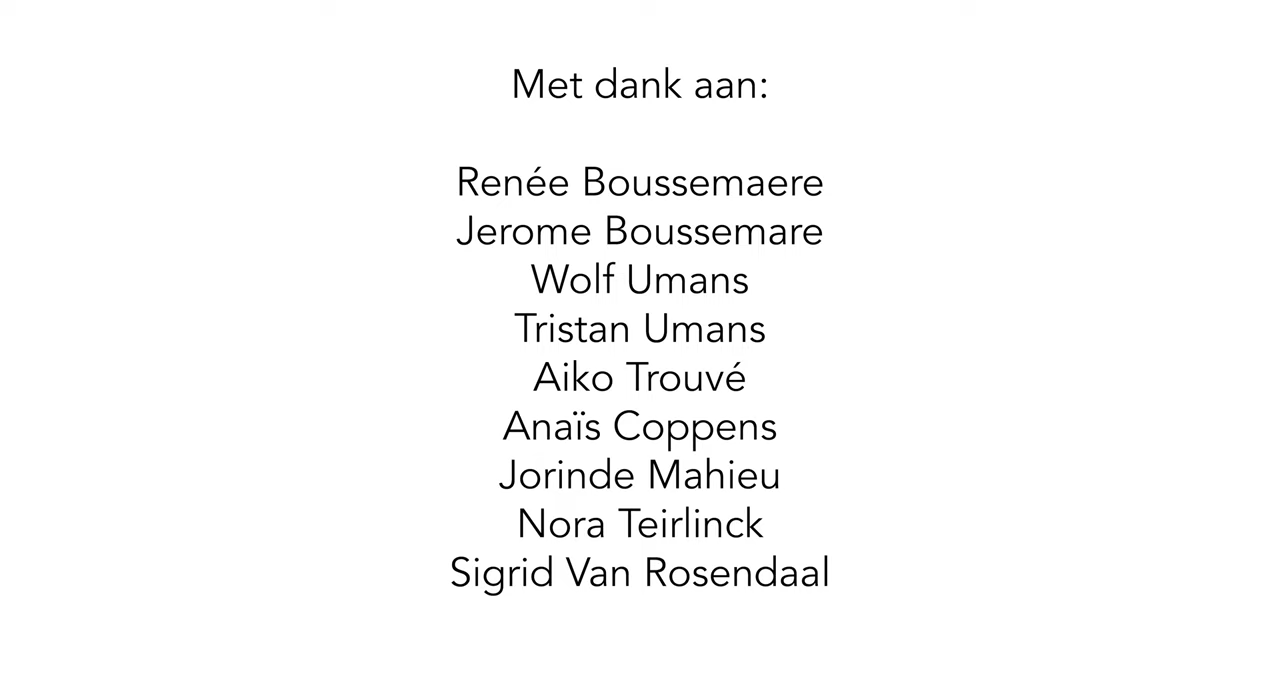 Met dank aan:
Renée Boussemaere
Jerome Boussemare
Wolf Umans
Tristan Umans
Aiko Trouvé
Anaïs Coppens
Jorinde Mahieu
Nora Teirlinck
Sigrid Van Rosendaal